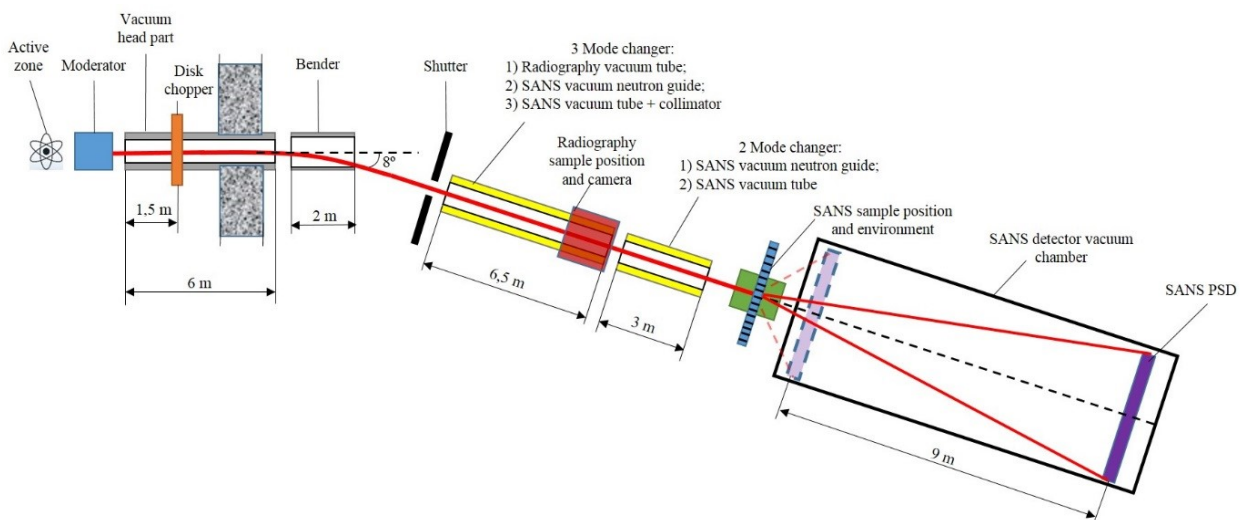 Active
zone
Moderator
Vacuum
head part
Disk
chopper
Bender
Shutter
3 Mode changer:
1) Radiography vacuum tube;
2) SANS vacuum neutron guide;
3) SANS vacuum tube + collimator
Radiography
sample position
and camera
2 Mode changer:
1) SANS vacuum neutron guide;
2) SANS vacuum tube
SANS sample position
and environment
SANS detector vacuum
chamber
SANS PSD
8°
1,5 m
2 m
6 m
6,5 m
3 m
9 m